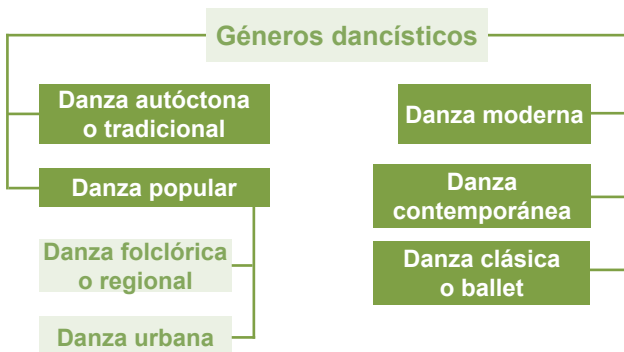 Géneros dancísticos
Danza autóctona
o tradicional
Danza popular
Danza folclórica
o regional
Danza urbana
Danza moderna
Danza
contemporánea
Danza clásica
o ballet